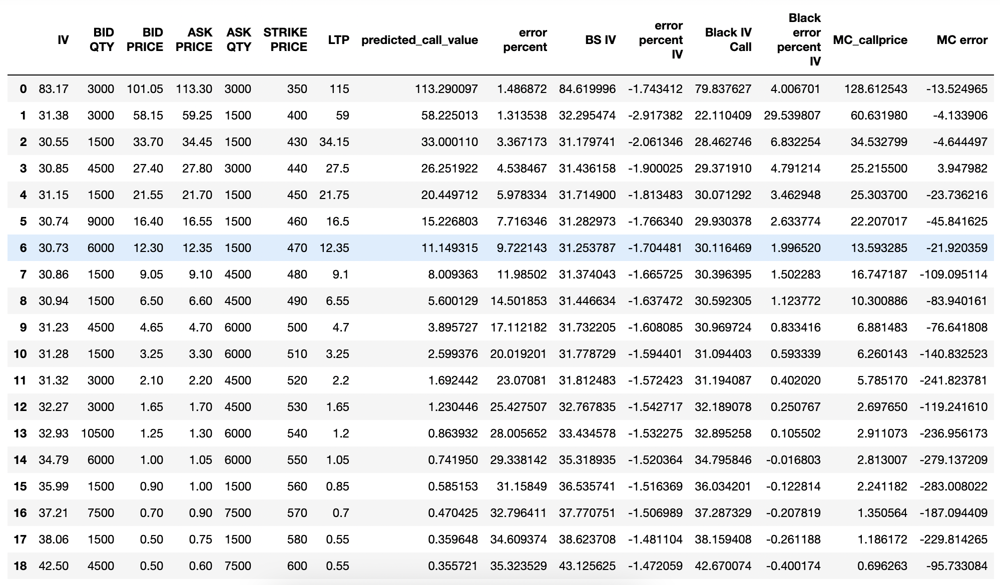 IV BID QTY BID PRICE ASK PRICE ASK QTY STRIKE PRICE LTP predicted_call_value error percent BS IV error percent IV Black IV Call Black error percent IV MC_callprice MC error
0 83.17 3000 101.05 113.30 3000 350 115 113.290097 1.486872 84.619996 -1.743412 79.837627 4.006701 128.612543 -13.524965
1 31.38 3000 58.15 59.25 1500 400 59 58.225013 1.313538 32.295474 -2.917382 22.110409 29.539807 60.631980 -4.133906
2 30.55 1500 33.70 34.45 1500 430 34.15 33.000110 3.367173 31.179741 -2.061346 28.462746 6.832254 34.532799 -4.644497
3 30.85 4500 27.40 27.80 3000 440 27.5 26.251922 4.538467 31.436158 -1.900025 29.371910 4.791214 25.215500 3.947982
4 31.15 1500 21.55 21.70 1500 450 21.75 20.449712 5.978334 31.714900 -1.813483 30.071292 3.462948 25.303700 -23.736216
5 30.74 9000 16.40 16.55 1500 460 16.5 15.226803 7.716346 31.282973 -1.766340 29.930378 2.633774 22.207017 -45.841625
6 30.73 6000 12.30 12.35 1500 470 12.35 11.149315 9.722143 31.253787 -1.704481 30.116469 1.996520 13.593285 -21.920359
7 30.86 1500 9.05 9.10 4500 480 9.1 8.009363 11.98502 31.374043 -1.665725 30.396395 1.502283 16.747187 -109.095114
8 30.94 1500 6.50 6.60 4500 490 6.55 5.600129 14.501853 31.446634 -1.637472 30.592305 1.123772 10.300886 -83.940161
9 31.23 4500 4.65 4.70 6000 500 4.7 3.895727 17.112182 31.732205 -1.608085 30.969724 0.833416 6.881483 -76.641808
10 31.28 1500 3.25 3.30 6000 510 3.25 2.599376 20.019201 31.778729 -1.594401 31.094403 0.593339 6.260143 -140.832523
11 31.32 3000 2.10 2.20 4500 520 2.2 1.692442 23.07081 31.812483 -1.572423 31.194087 0.402020 5.785170 -241.823781
12 32.27 3000 1.65 1.70 4500 530 1.65 1.230446 25.427507 32.767835 -1.542717 32.189078 0.250767 2.697650 -119.241610
13 32.93 10500 1.25 1.30 6000 540 1.2 0.863932 28.005652 33.434578 -1.532275 32.895258 0.105502 2.911073 -236.956173
14 34.79 6000 1.00 1.05 6000 550 1.05 0.741950 29.338142 35.318935 -1.520364 34.795846 -0.016803 2.813007 -279.137209
15 35.99 1500 0.90 1.00 1500 560 0.85 0.585153 31.15849 36.535741 -1.516369 36.034201 -0.122814 2.241182 -283.008022
16 37.21 7500 0.70 0.90 7500 570 0.7 0.470425 32.796411 37.770751 -1.506989 37.287329 -0.207819 1.350564 -187.094409
17 38.06 1500 0.50 0.75 1500 580 0.55 0.359648 34.609374 38.623708 -1.481104 38.159408 -0.261188 1.186172 -229.814265
18 42.50 4500 0.50 0.60 7500 600 0.55 0.355721 35.323529 43.125625 -1.472059 42.670074 -0.400174 0.696263 -95.733084